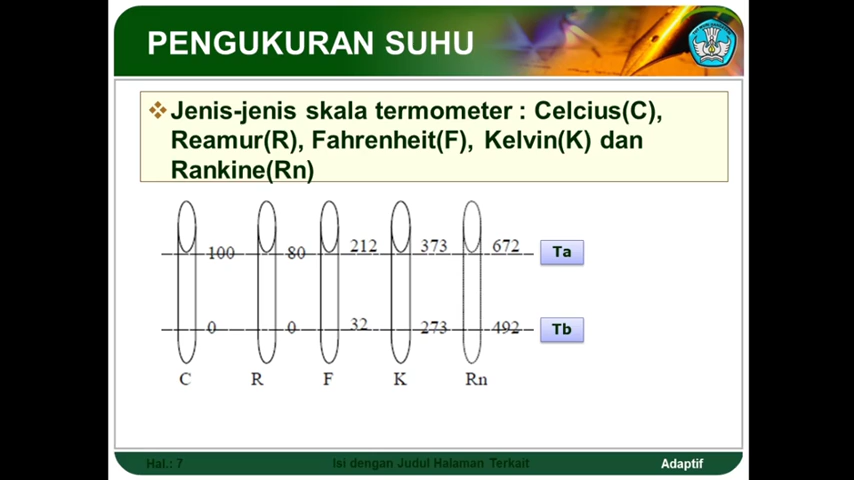 PENGUKURAN SUHU
Jenis-jenis skala termometer : Celcius(C),
Reamur(R), Fahrenheit(F), Kelvin(K) dan
Rankine(Rn)
100 80 212 373 672 Ta
0 0 32 273 492 Tb
C R F K Rn
Hal.: 7 Isi dengan Judul Halaman Terkait Adaptif